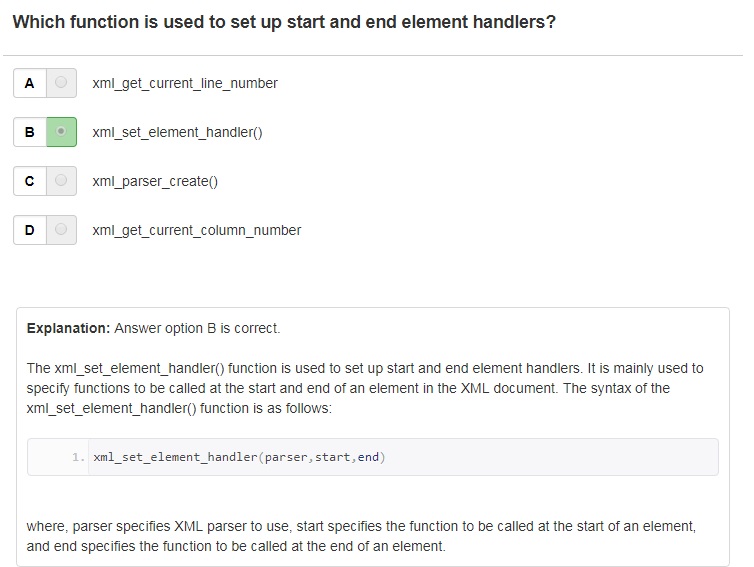 Which function is used to set up start and end element handlers?
A xml_get_current_line_number
B xml_set_element_handler()
C xml_parser_create()
D xml_get_current_column_number
Explanation: Answer option B is correct.
The xml_set_element_handler() function is used to set up start and end element handlers. It is mainly used to
specify functions to be called at the start and end of an element in the XML document. The syntax of the
xml_set_element_handler() function is as follows:
1. xml_set_element_handler(parser,start,end)
where, parser specifies XML parser to use, start specifies the function to be called at the start of an element,
and end specifies the function to be called at the end of an element.